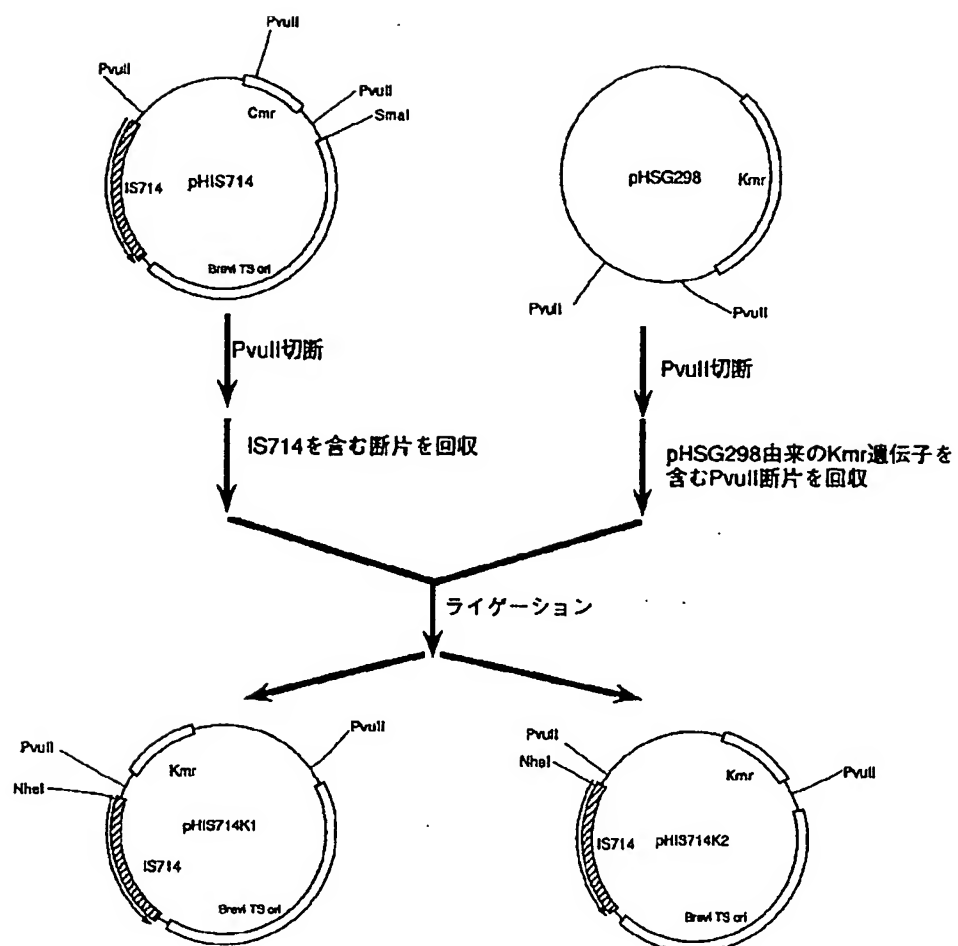 PvuII
PvuII
PvuII
SmaI
Cmr
IS714
pHIS714
Brevi TS ori
pHSG298
Kmr
PvuII
PvuII
PvuII切断
PvuII切断
IS714を含む断片を回収
pHSG298由来のKmr遺伝子を
含むPvuII断片を回収
ライゲーション
PvuII
PvuII
NheI
Kmr
pHIS714K1
IS714
Brevi TS ori
PvuII
NheI
Kmr
PvuII
IS714
pHIS714K2
Brevi TS ori